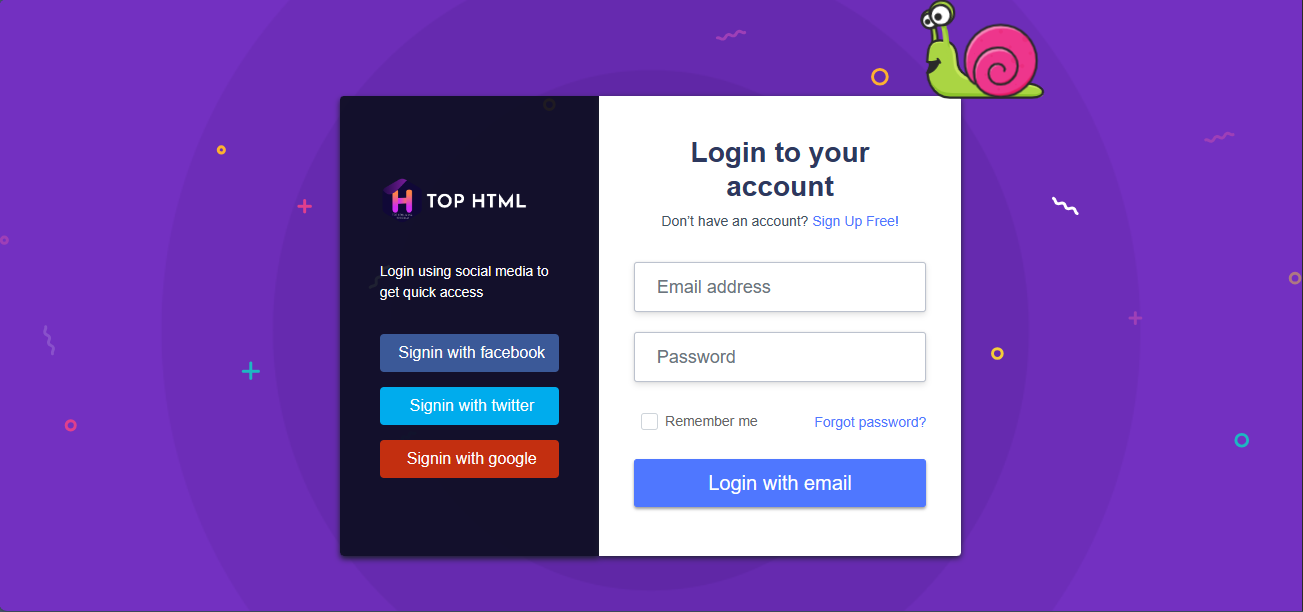 TOP HTML
Login using social media to
get quick access
Signin with facebook
Signin with twitter
Signin with google
Login to your
account
Don't have an account? Sign Up Free!
Email address
Password
Remember me
Forgot password?
Login with email